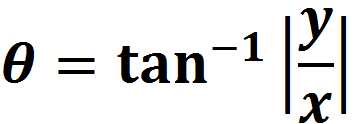 θ = tan⁻¹ |y/x|